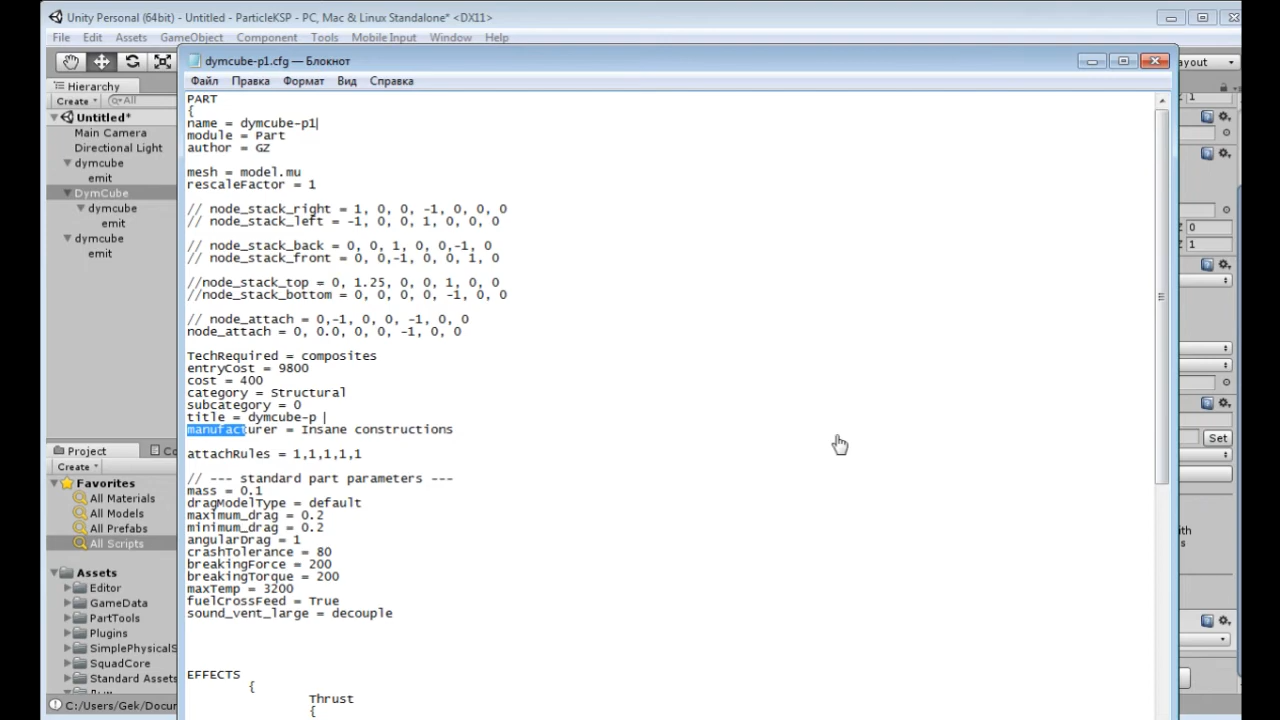 Unity Personal (64bit) - Untitled - ParticleKSP - PC, Mac & Linux Standalone* <DX11>
File Edit Assets GameObject Component Tools Mobile Input Window Help
dymcube-p1.cfg — Блокнот
Файл Правка Формат Вид Справка
Hierarchy
Create All
Untitled*
Main Camera
Directional Light
dymcube
emit
DymCube
dymcube
emit
dymcube
emit
Project
Create
Favorites
All Materials
All Models
All Prefabs
All Scripts
Assets
Editor
GameData
PartTools
Plugins
SimplePhysicalS
SquadCore
Standard Assets
C:/Users/Gek/Docum
PART
{
name = dymcube-p1
module = Part
author = GZ
mesh = model.mu
rescaleFactor = 1
// node_stack_right = 1, 0, 0, -1, 0, 0, 0
// node_stack_left = -1, 0, 0, 1, 0, 0, 0
// node_stack_back = 0, 0, 1, 0, 0,-1, 0
// node_stack_front = 0, 0,-1, 0, 0, 1, 0
//node_stack_top = 0, 1.25, 0, 0, 1, 0, 0
//node_stack_bottom = 0, 0, 0, 0, -1, 0, 0
// node_attach = 0,-1, 0, 0, -1, 0, 0
node_attach = 0, 0.0, 0, 0, -1, 0, 0
TechRequired = composites
entryCost = 9800
cost = 400
category = Structural
subcategory = 0
title = dymcube-p
manufacturer = Insane constructions
attachRules = 1,1,1,1,1
// --- standard part parameters ---
mass = 0.1
dragModelType = default
maximum_drag = 0.2
minimum_drag = 0.2
angularDrag = 1
crashTolerance = 80
breakingForce = 200
breakingTorque = 200
maxTemp = 3200
fuelCrossFeed = True
sound_vent_large = decouple
EFFECTS
{
Thrust
{
ayout
Z 1
Z 0
Z 1
Set